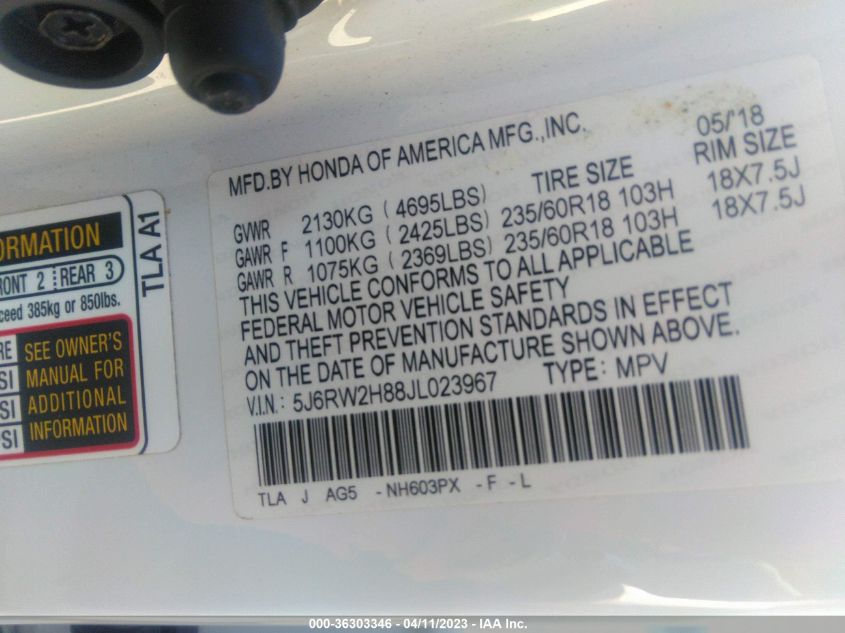 MFD.BY HONDA OF AMERICA MFG.,INC. 05/'18
TIRE SIZE RIM SIZE
GVWR 2130KG ( 4695LBS)
GAWR F 1100KG ( 2425LBS) 235/60R18 103H 18X7.5J
GAWR R 1075KG ( 2369LBS) 235/60R18 103H 18X7.5J
THIS VEHICLE CONFORMS TO ALL APPLICABLE
FEDERAL MOTOR VEHICLE SAFETY
AND THEFT PREVENTION STANDARDS IN EFFECT
ON THE DATE OF MANUFACTURE SHOWN ABOVE.
V.I.N.: 5J6RW2H88JL023967 TYPE: MPV
TLA J AG5 -NH603PX -F -L
TLA A1
REAR 3
385kg or 850lbs.
SEE OWNER'S
MANUAL FOR
ADDITIONAL
INFORMATION
000-36303346 - 04/11/2023 - IAA Inc.